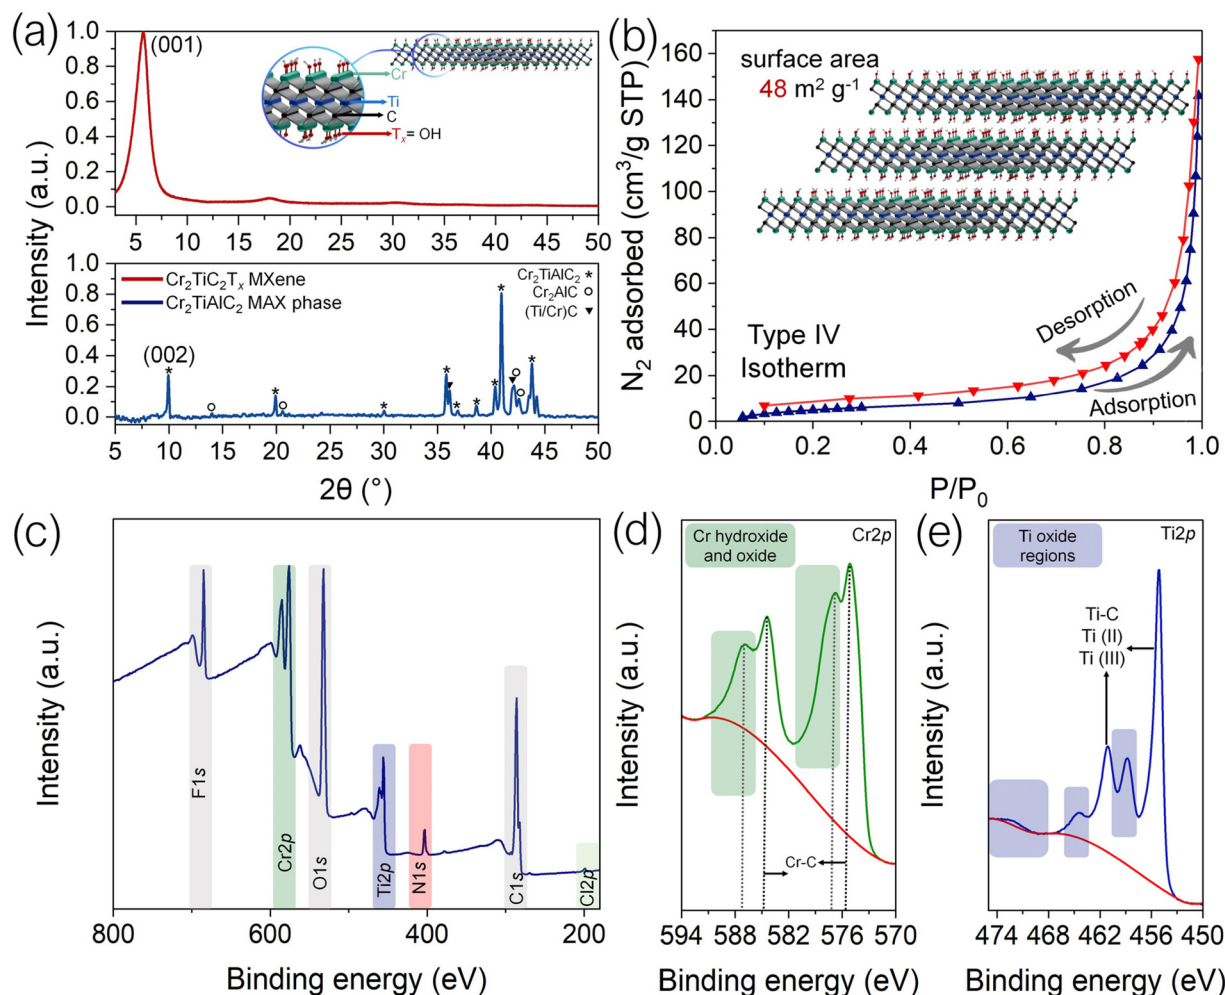 (a)
Intensity (a.u.)
1.0
0.8
0.6
0.4
0.2
0.0
(001)
Cr
Ti
C
Tₓ= OH
5 10 15 20 25 30 35 40 45 50
1.0
0.8
0.6
0.4
0.2
0.0
Cr₂TiC₂Tₓ MXene
Cr₂TiAlC₂ MAX phase
Cr₂TiAlC₂ *
Cr₂AlC o
(Ti/Cr)C ▼
(002)
5 10 15 20 25 30 35 40 45 50
2θ (°)
(b)
N₂ adsorbed (cm³/g STP)
160
140
120
100
80
60
40
20
0
surface area
48 m² g⁻¹
Type IV
Isotherm
Desorption
Adsorption
0.0 0.2 0.4 0.6 0.8 1.0
P/P₀
(c)
Intensity (a.u.)
F1s
Cr2p
O1s
Ti2p
N1s
C1s
Cl2p
800 600 400 200
Binding energy (eV)
(d)
Intensity (a.u.)
Cr hydroxide
and oxide
Cr2p
Cr-C
594 588 582 576 570
Binding energy (eV)
(e)
Intensity (a.u.)
Ti oxide
regions
Ti2p
Ti-C
Ti (II)
Ti (III)
474 468 462 456 450
Binding energy (eV)